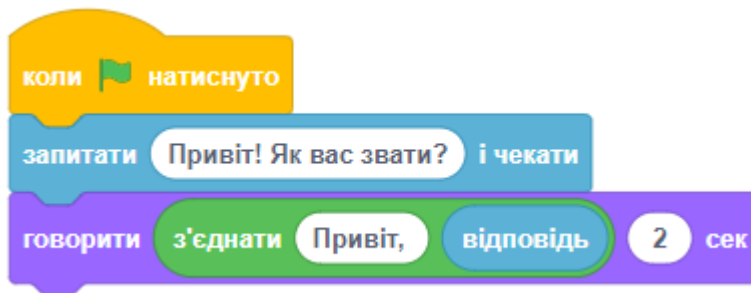 коли натиснуто
запитати Привіт! Як вас звати? і чекати
говорити з'єднати Привіт, відповідь 2 сек